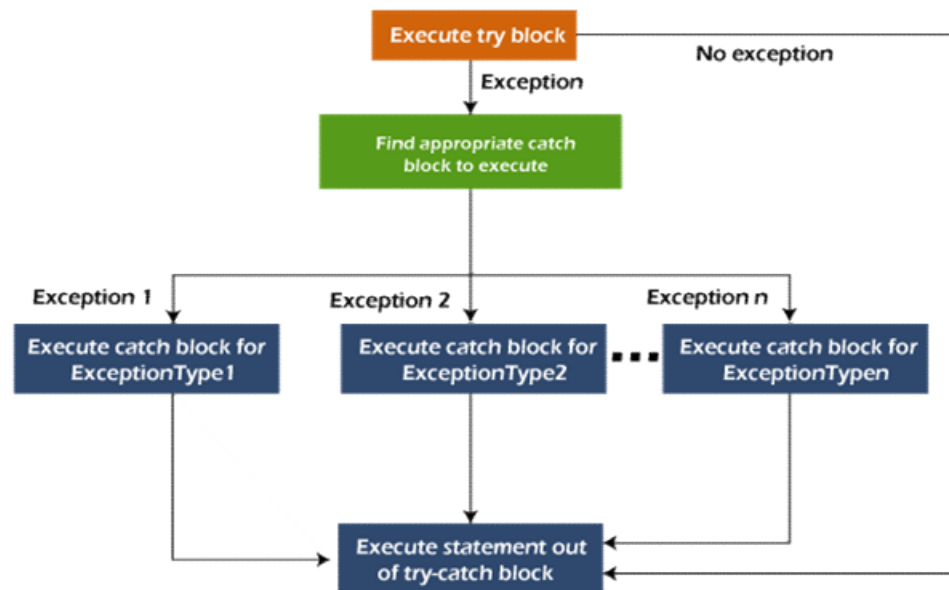 Execute try block
No exception
Exception
Find appropriate catch
block to execute
Exception 1
Exception 2
Exception n
Execute catch block for
ExceptionType1
Execute catch block for
ExceptionType2
Execute catch block for
ExceptionTypen
Execute statement out
of try-catch block